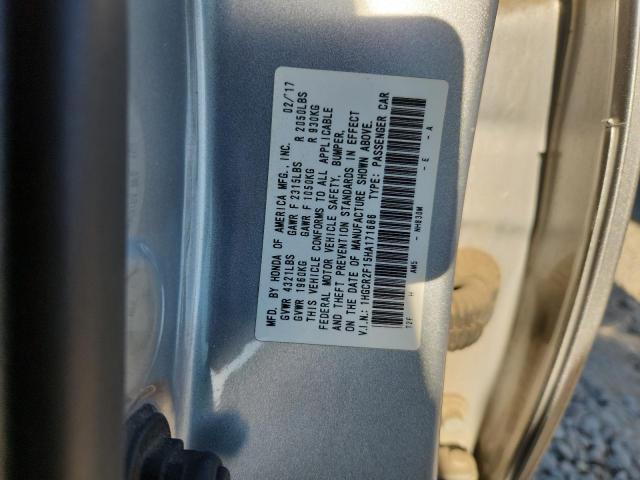 MFD. BY HONDA OF AMERICA MFG., INC. 02/17
GVWR 4321LBS GAWR F 2315LBS R 2050LBS
GVWR 1960KG GAWR F 1050KG R 930KG
THIS VEHICLE CONFORMS TO ALL APPLICABLE
FEDERAL MOTOR VEHICLE SAFETY, BUMPER,
AND THEFT PREVENTION STANDARDS IN EFFECT
ON THE DATE OF MANUFACTURE SHOWN ABOVE.
V.I.N.: 1HGCR2F15HA171686 TYPE: PASSENGER CAR
T2F H AW5 - NH830M - E - A